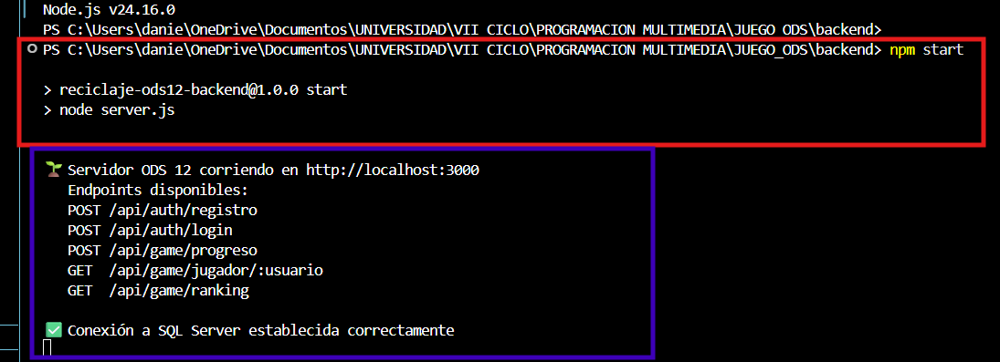 Node.js v24.16.0
PS C:\Users\danie\OneDrive\Documentos\UNIVERSIDAD\VII CICLO\PROGRAMACION MULTIMEDIA\JUEGO_ODS\backend>
PS C:\Users\danie\OneDrive\Documentos\UNIVERSIDAD\VII CICLO\PROGRAMACION MULTIMEDIA\JUEGO_ODS\backend> npm start
> reciclaje-ods12-backend@1.0.0 start
> node server.js
🌱 Servidor ODS 12 corriendo en http://localhost:3000
Endpoints disponibles:
POST /api/auth/registro
POST /api/auth/login
POST /api/game/progreso
GET  /api/game/jugador/:usuario
GET  /api/game/ranking
✅ Conexión a SQL Server establecida correctamente